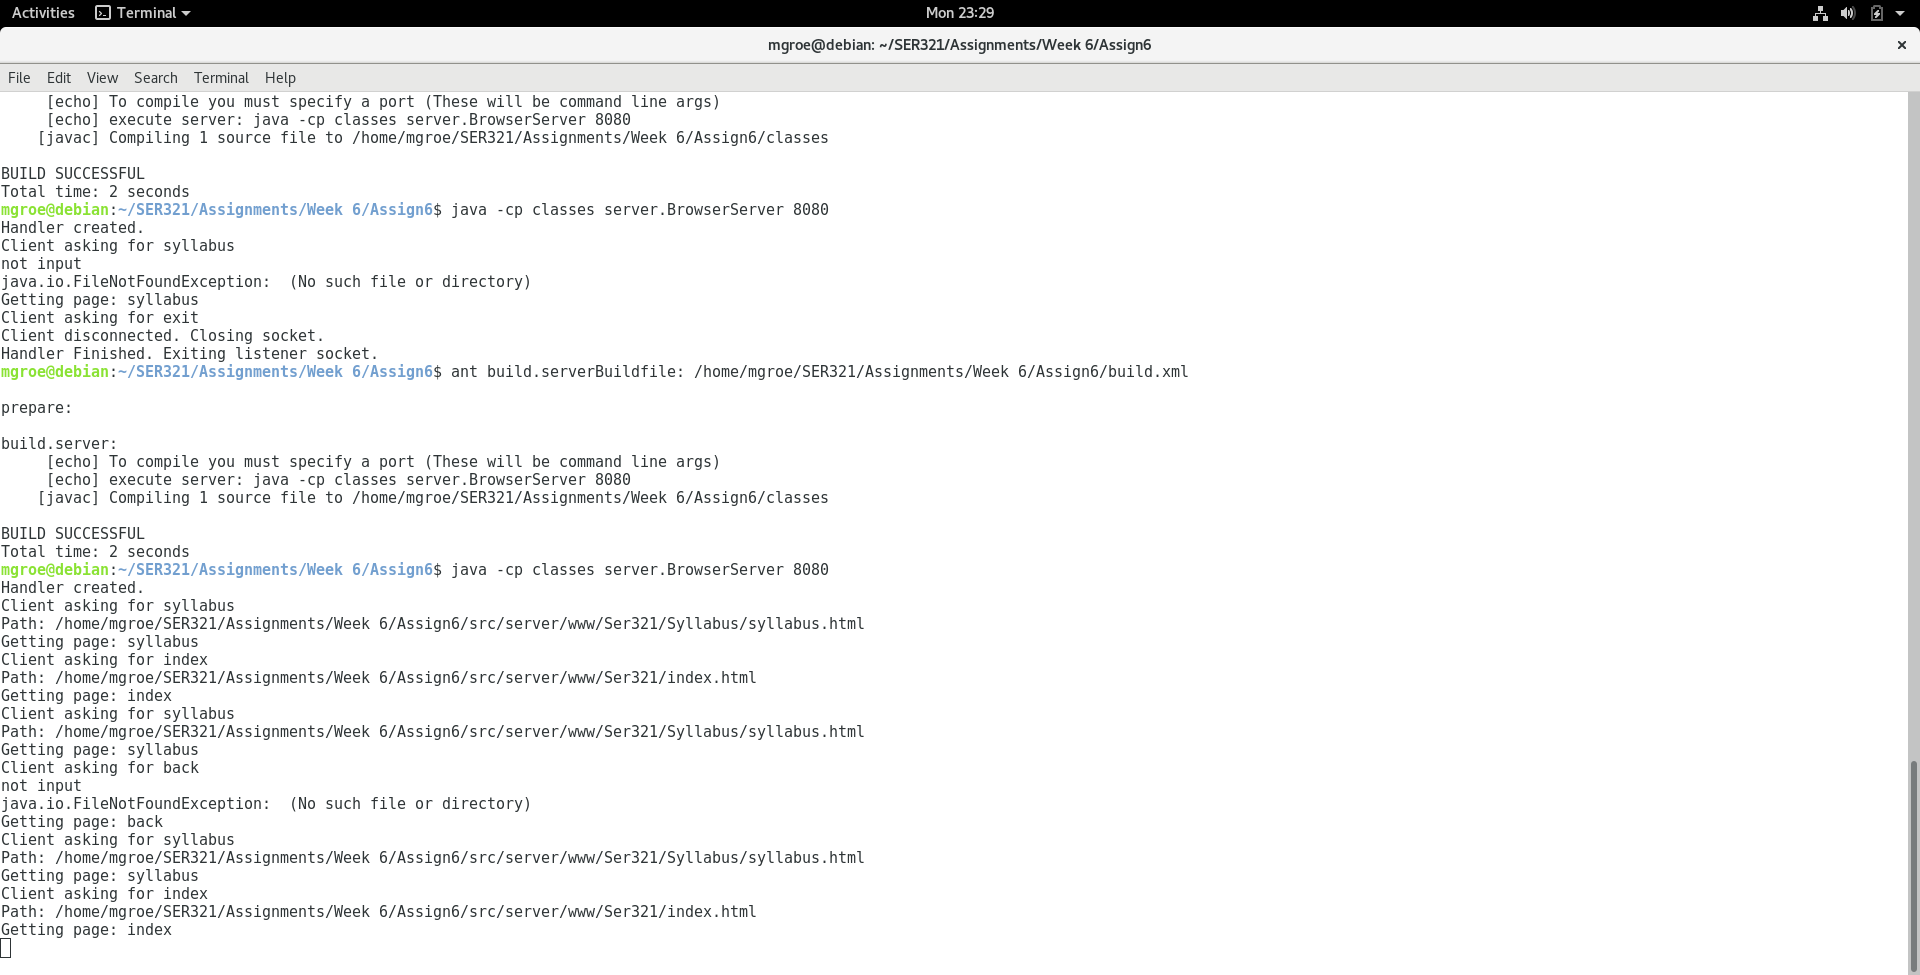 Activities Terminal Mon 23:29
mgroe@debian: ~/SER321/Assignments/Week 6/Assign6
File Edit View Search Terminal Help
[echo] To compile you must specify a port (These will be command line args)
[echo] execute server: java -cp classes server.BrowserServer 8080
[javac] Compiling 1 source file to /home/mgroe/SER321/Assignments/Week 6/Assign6/classes
BUILD SUCCESSFUL
Total time: 2 seconds
mgroe@debian:~/SER321/Assignments/Week 6/Assign6$ java -cp classes server.BrowserServer 8080
Handler created.
Client asking for syllabus
not input
java.io.FileNotFoundException:  (No such file or directory)
Getting page: syllabus
Client asking for exit
Client disconnected. Closing socket.
Handler Finished. Exiting listener socket.
mgroe@debian:~/SER321/Assignments/Week 6/Assign6$ ant build.serverBuildfile: /home/mgroe/SER321/Assignments/Week 6/Assign6/build.xml
prepare:
build.server:
[echo] To compile you must specify a port (These will be command line args)
[echo] execute server: java -cp classes server.BrowserServer 8080
[javac] Compiling 1 source file to /home/mgroe/SER321/Assignments/Week 6/Assign6/classes
BUILD SUCCESSFUL
Total time: 2 seconds
mgroe@debian:~/SER321/Assignments/Week 6/Assign6$ java -cp classes server.BrowserServer 8080
Handler created.
Client asking for syllabus
Path: /home/mgroe/SER321/Assignments/Week 6/Assign6/src/server/www/Ser321/Syllabus/syllabus.html
Getting page: syllabus
Client asking for index
Path: /home/mgroe/SER321/Assignments/Week 6/Assign6/src/server/www/Ser321/index.html
Getting page: index
Client asking for syllabus
Path: /home/mgroe/SER321/Assignments/Week 6/Assign6/src/server/www/Ser321/Syllabus/syllabus.html
Getting page: syllabus
Client asking for back
not input
java.io.FileNotFoundException:  (No such file or directory)
Getting page: back
Client asking for syllabus
Path: /home/mgroe/SER321/Assignments/Week 6/Assign6/src/server/www/Ser321/Syllabus/syllabus.html
Getting page: syllabus
Client asking for index
Path: /home/mgroe/SER321/Assignments/Week 6/Assign6/src/server/www/Ser321/index.html
Getting page: index